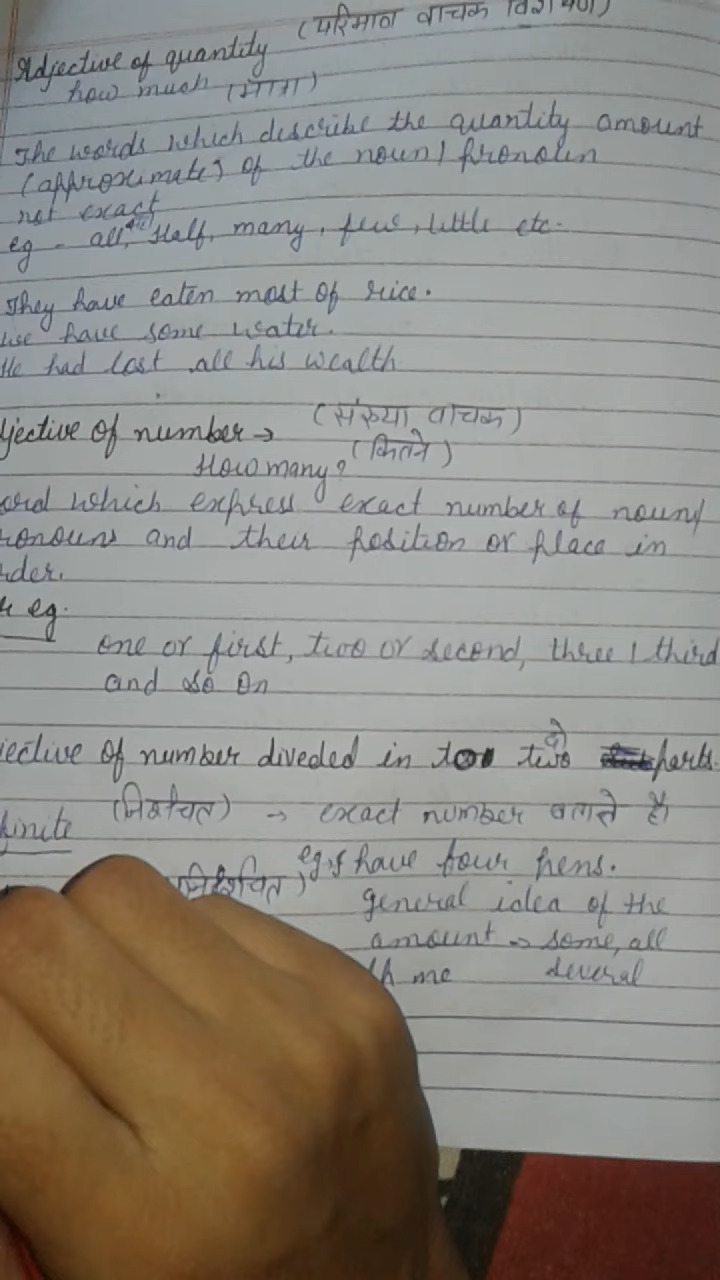 Adjective of quantity (परिमाण वाचक विशेषण)
how much (मात्रा)
The words which describe the quantity amount
(approximate) of the noun / pronoun
not exact
eg - all, Half, many, few, little etc.
They have eaten most of rice.
we have some water.
He had lost all his wealth
jective of number → (संख्या वाचक)
How many? (कितने)
ord which express exact number of noun/
ronouns and their position or place in
rder.
eg.
one or first, two or second, three / third
and so on
jective of number diveded in two दो parts.
finite (निश्चित) → exact number बताते है।
eg. I have four pens.
general idea of the
amount → some, all
me several